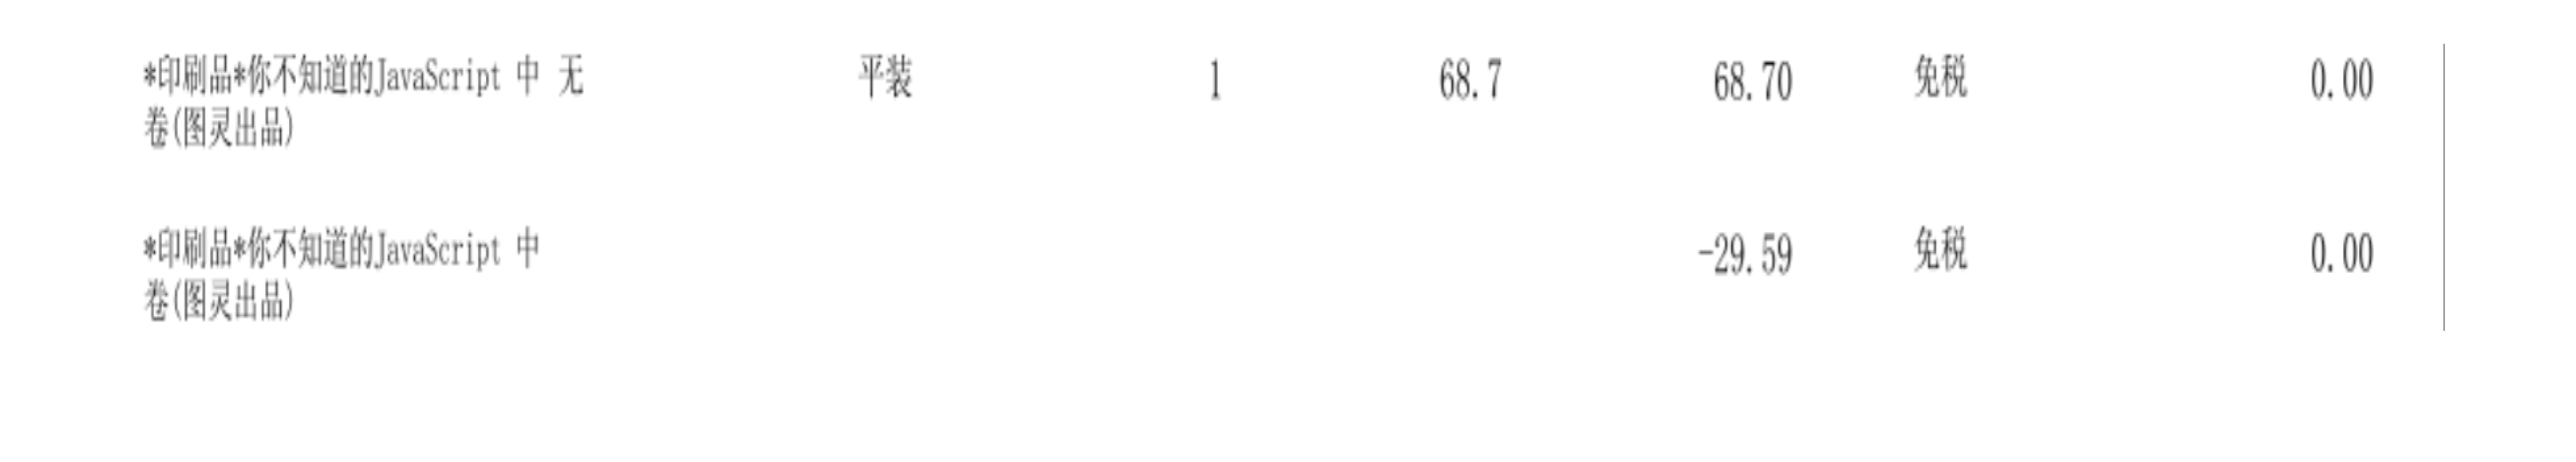 *印刷品*你不知道的JavaScript 中 无 平装 1 68.7 68.70 免税 0.00
卷(图灵出品)
*印刷品*你不知道的JavaScript 中 -29.59 免税 0.00
卷(图灵出品)